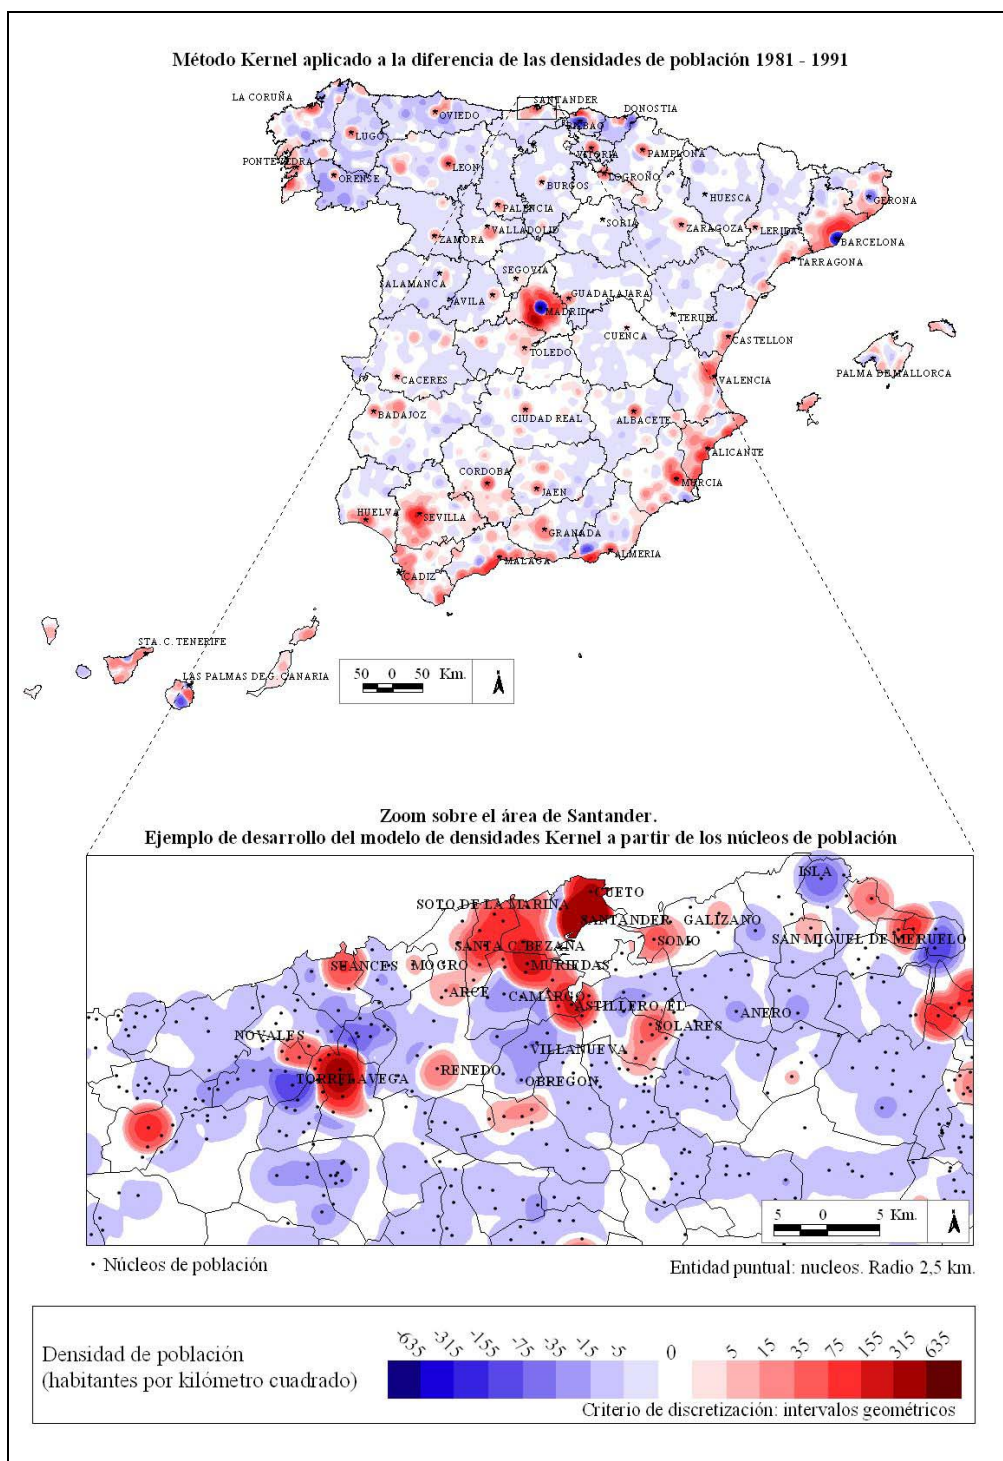 Método Kernel aplicado a la diferencia de las densidades de población 1981 - 1991
LA CORUÑA
SANTANDER
DONOSTIA
OVIEDO
BILBAO
LUGO
VITORIA
PAMPLONA
PONTEVEDRA
LEON
LOGROÑO
ORENSE
BURGOS
HUESCA
GERONA
PALENCIA
SORIA
ZARAGOZA
LERIDA
VALLADOLID
ZAMORA
BARCELONA
TARRAGONA
SEGOVIA
SALAMANCA
GUADALAJARA
AVILA
MADRID
TERUEL
CUENCA
CASTELLON
TOLEDO
PALMA DE MALLORCA
CACERES
VALENCIA
BADAJOZ
CIUDAD REAL
ALBACETE
ALICANTE
CORDOBA
MURCIA
JAEN
HUELVA
SEVILLA
GRANADA
ALMERIA
MALAGA
CADIZ
STA. C. TENERIFE
LAS PALMAS DE G. CANARIA
50 0 50 Km.
Zoom sobre el área de Santander.
Ejemplo de desarrollo del modelo de densidades Kernel a partir de los núcleos de población
ISLA
CUETO
SOTO DE LA MARINA
SANTANDER
GALIZANO
SANTA C. BEZANA
SOMO
SAN MIGUEL DE MERUELO
SUANCES
MOGRO
MURIEDAS
ARCE
CAMARGO
ASTILLERO, EL
ANERO
SOLARES
NOVALES
VILLANUEVA
RENEDO
TORRELAVEGA
OBREGON
5 0 5 Km.
· Núcleos de población
Entidad puntual: nucleos. Radio 2,5 km.
-635 -315 -155 -75 -35 -15 -5 0 5 15 35 75 155 315 635
Densidad de población
(habitantes por kilómetro cuadrado)
Criterio de discretización: intervalos geométricos